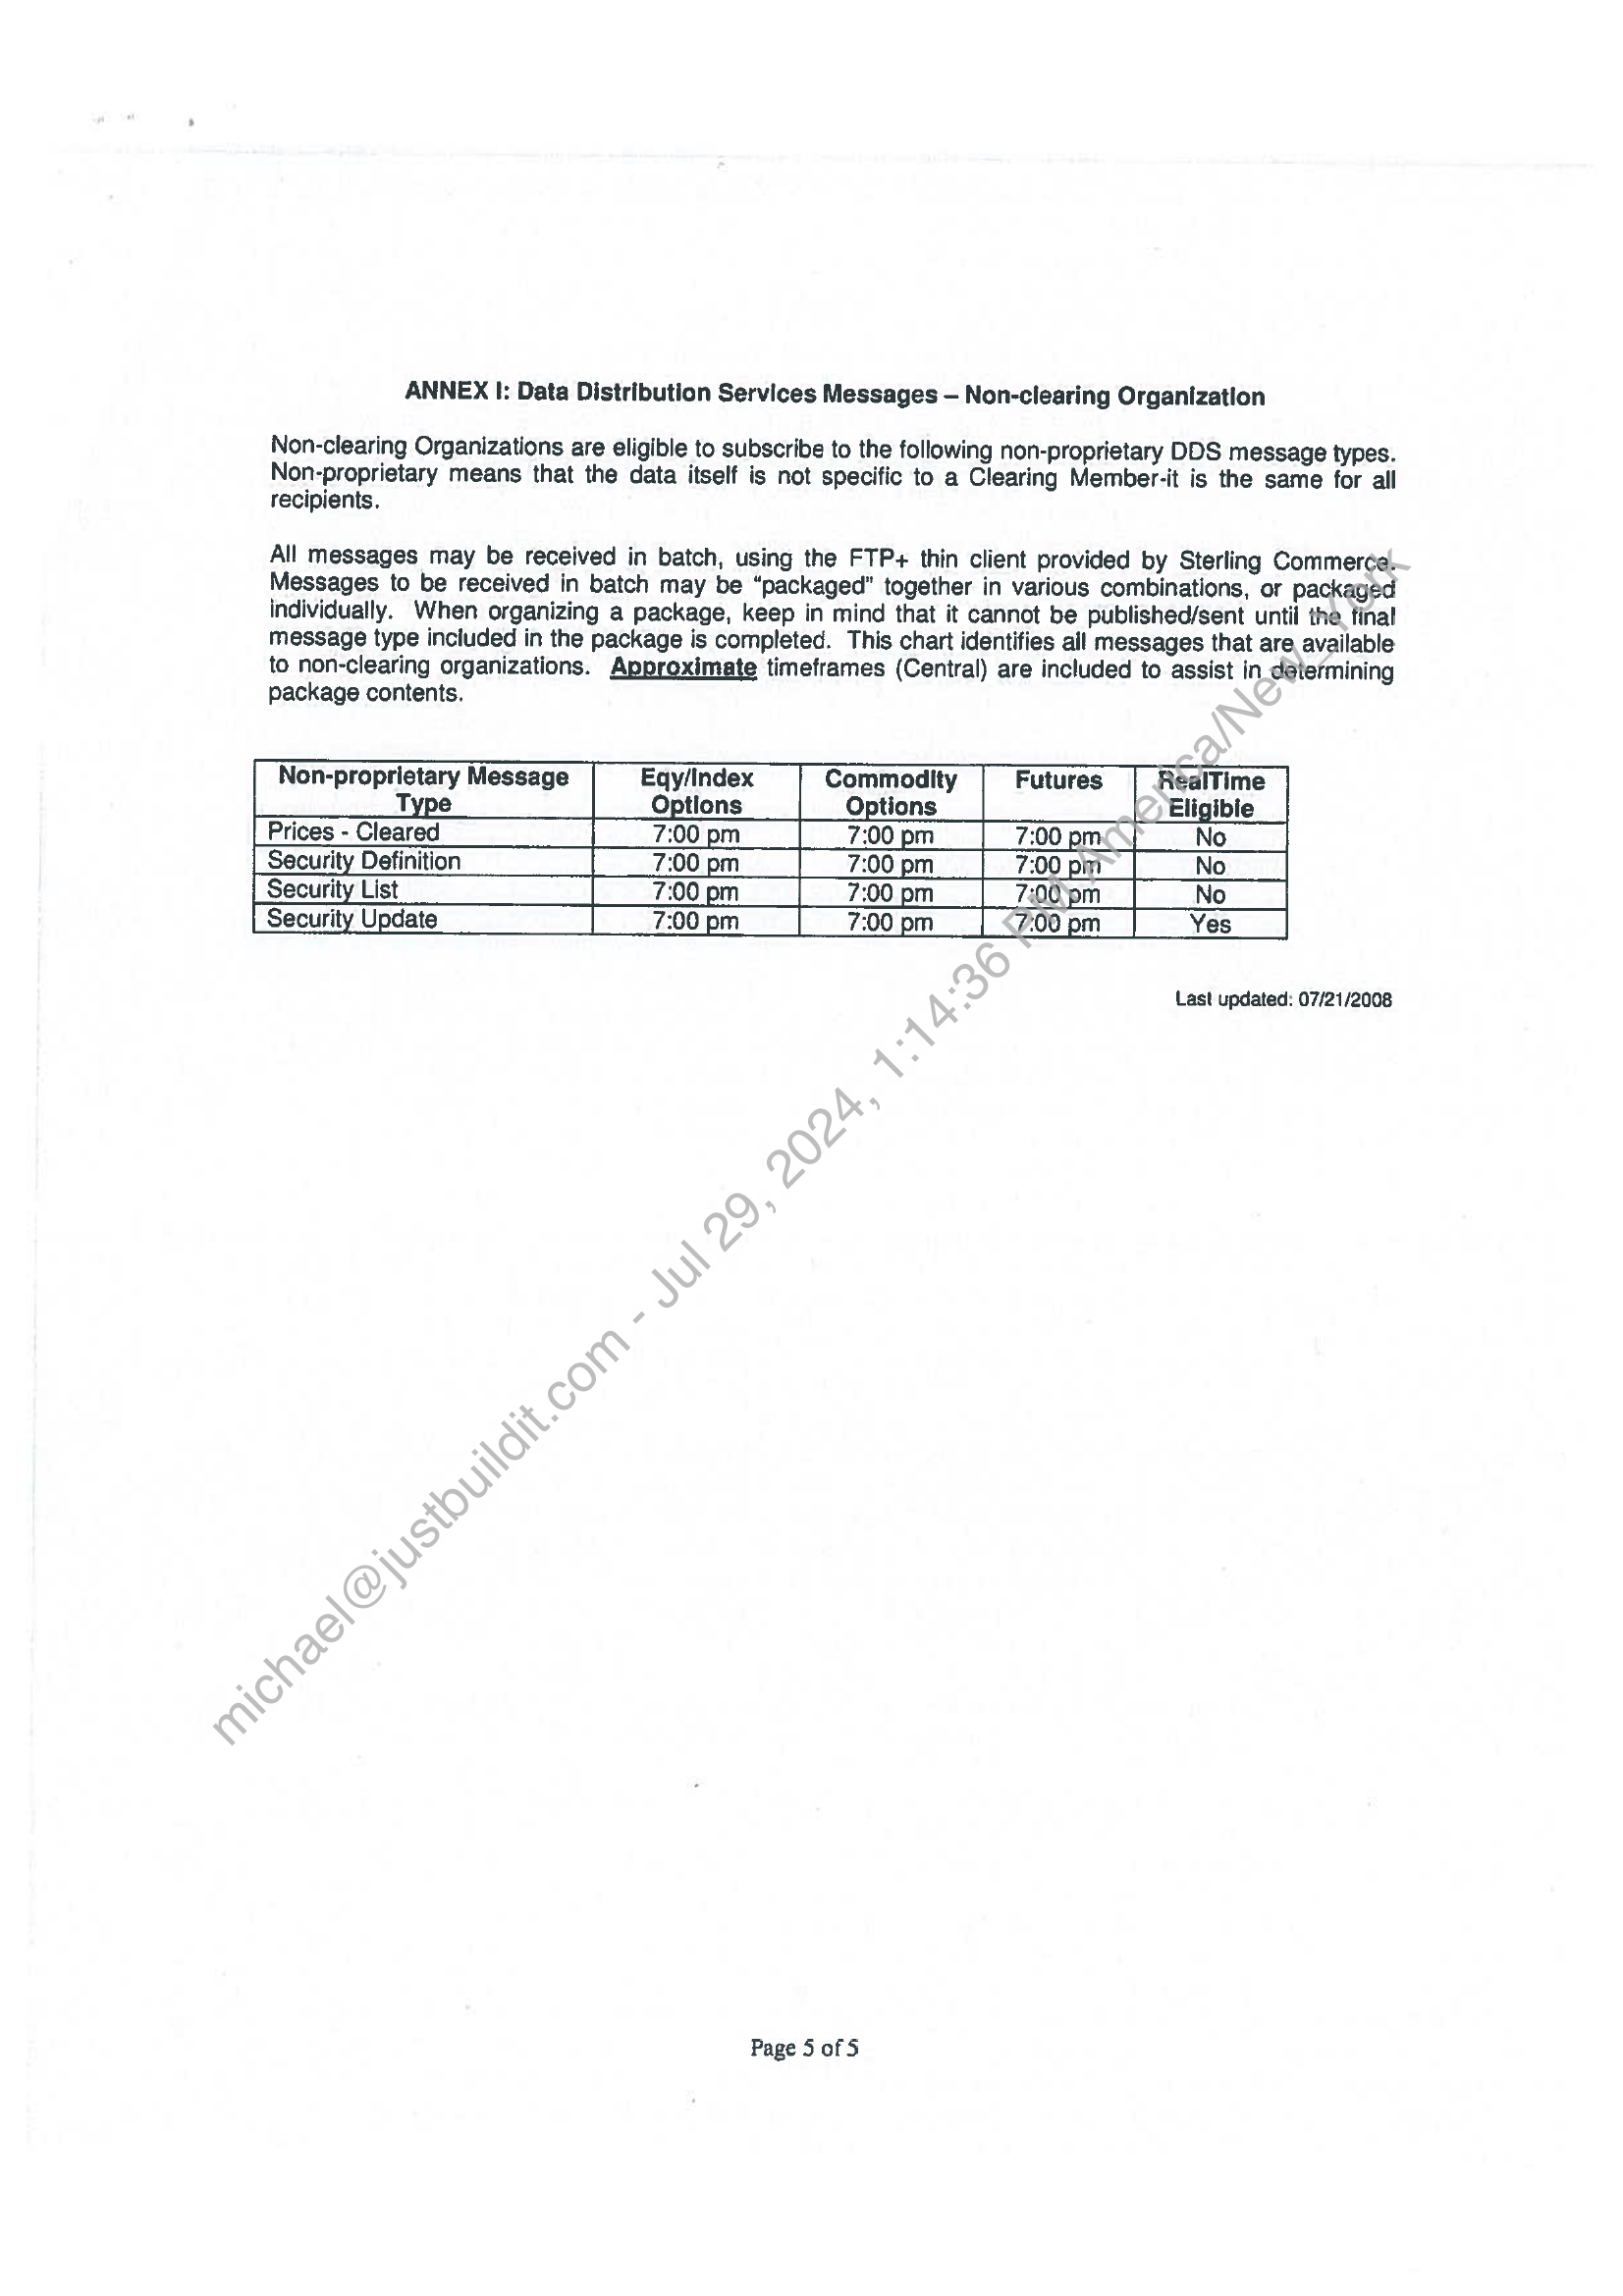 ANNEX I: Data Distribution Services Messages – Non-clearing Organization
Non-clearing Organizations are eligible to subscribe to the following non-proprietary DDS message types.
Non-proprietary means that the data itself is not specific to a Clearing Member-it is the same for all
recipients.
All messages may be received in batch, using the FTP+ thin client provided by Sterling Commerce.
Messages to be received in batch may be "packaged" together in various combinations, or packaged
individually. When organizing a package, keep in mind that it cannot be published/sent until the final
message type included in the package is completed. This chart identifies all messages that are available
to non-clearing organizations. Approximate timeframes (Central) are included to assist in determining
package contents.
Non-proprietary Message Eqy/Index Commodity Futures RealTime
Type Options Options Eligible
Prices - Cleared 7:00 pm 7:00 pm 7:00 pm No
Security Definition 7:00 pm 7:00 pm 7:00 pm No
Security List 7:00 pm 7:00 pm 7:00 pm No
Security Update 7:00 pm 7:00 pm 7:00 pm Yes
Last updated: 07/21/2008
michael@justbuildit.com - Jul 29, 2024, 1:14:36 PM America/New_York
Page 5 of 5